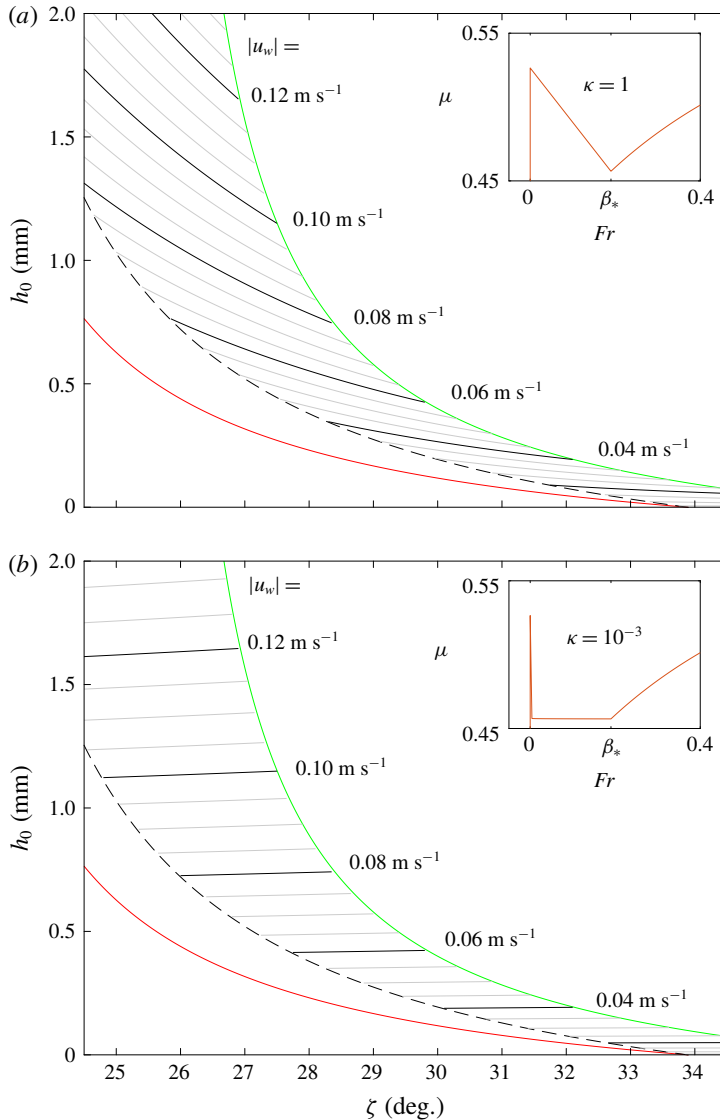 (a)
2.0
1.5
1.0
0.5
0
h₀ (mm)
|u_w| =
0.12 m s⁻¹
0.10 m s⁻¹
0.08 m s⁻¹
0.06 m s⁻¹
0.04 m s⁻¹
0.55
μ
0.45
κ = 1
0 β* 0.4
Fr
(b)
2.0
1.5
1.0
0.5
0
h₀ (mm)
|u_w| =
0.12 m s⁻¹
0.10 m s⁻¹
0.08 m s⁻¹
0.06 m s⁻¹
0.04 m s⁻¹
0.55
μ
0.45
κ = 10⁻³
0 β* 0.4
Fr
25 26 27 28 29 30 31 32 33 34
ζ (deg.)